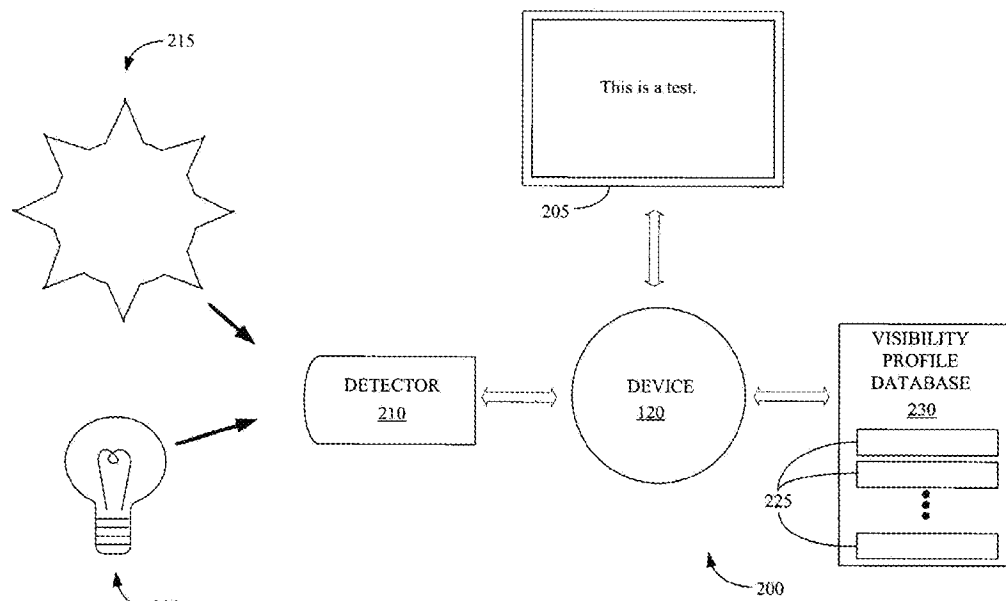 215
This is a test.
205
VISIBILITY
PROFILE
DATABASE
230
DETECTOR
210
DEVICE
120
225
200